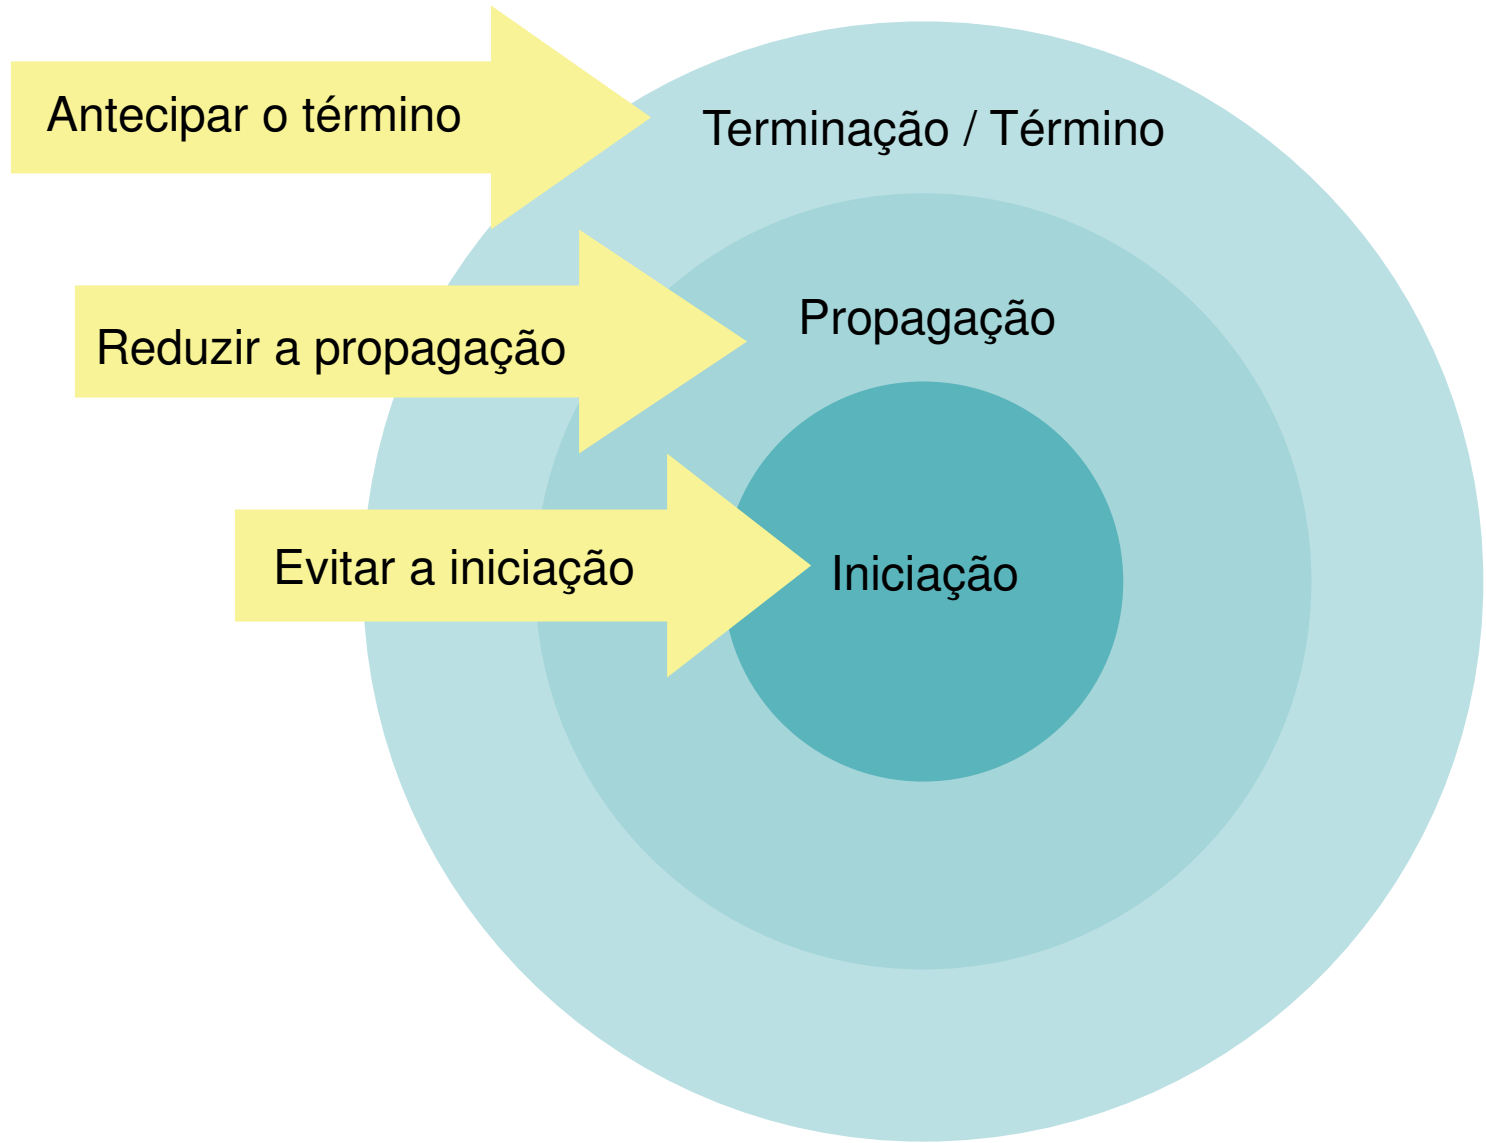 Antecipar o término
Terminação / Término
Reduzir a propagação
Propagação
Evitar a iniciação
Iniciação